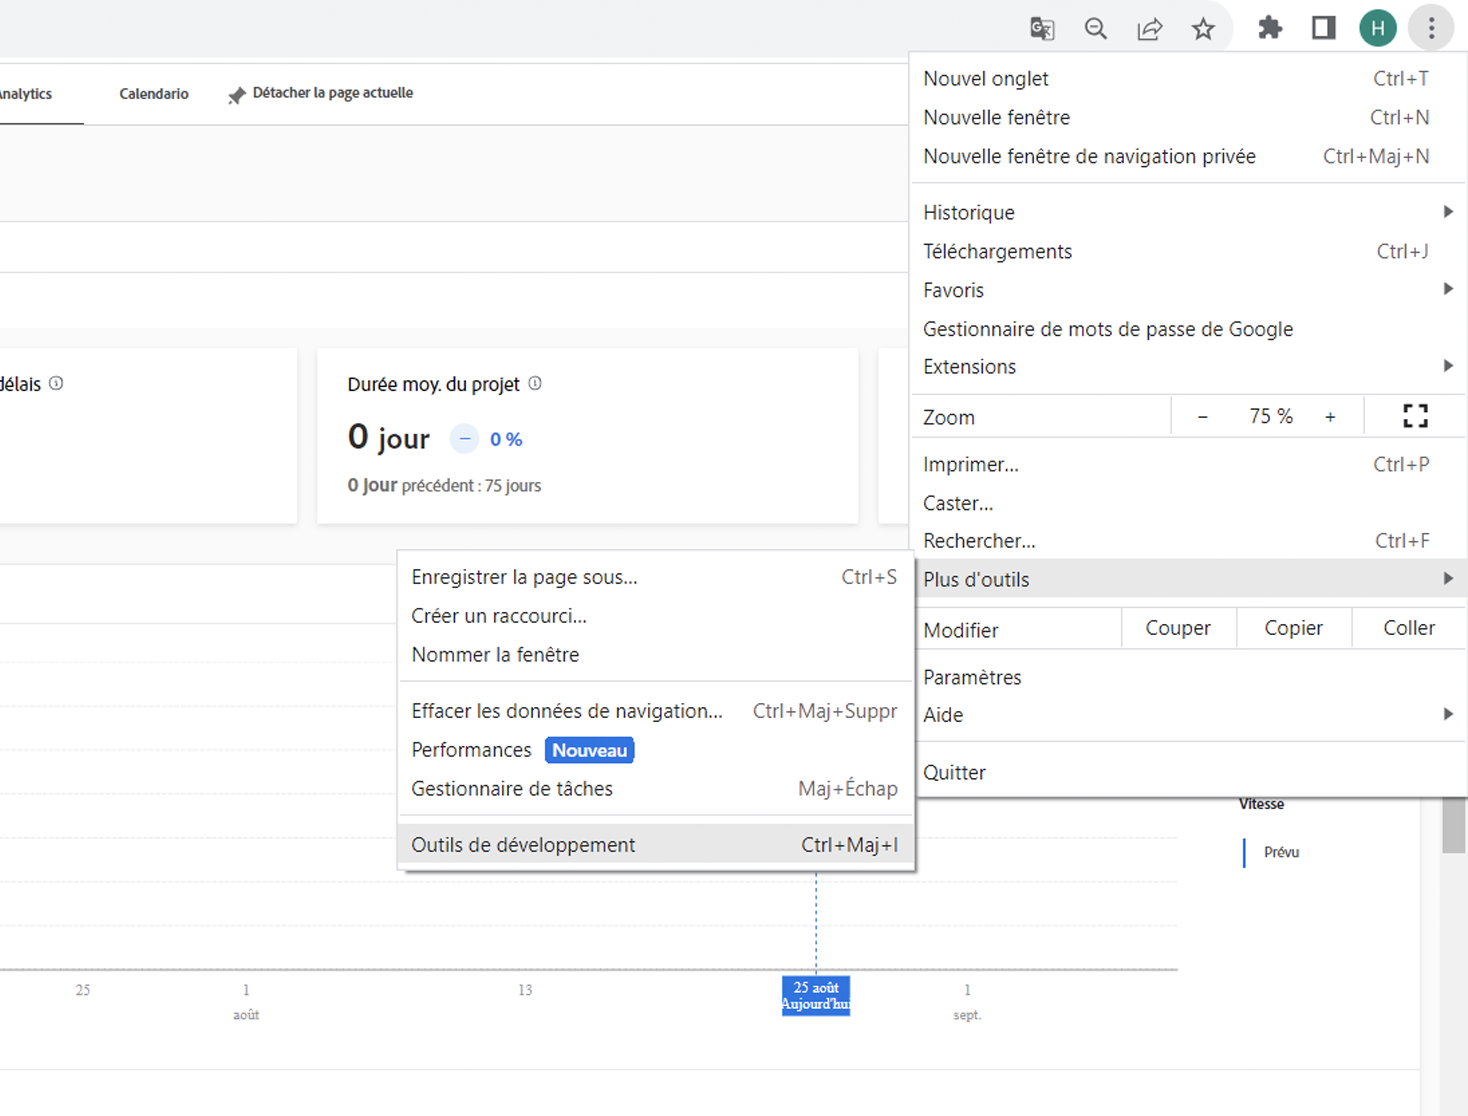 H
Analytics
Calendario
Détacher la page actuelle
Nouvel onglet Ctrl+T
Nouvelle fenêtre Ctrl+N
Nouvelle fenêtre de navigation privée Ctrl+Maj+N
Historique
Téléchargements Ctrl+J
Favoris
Gestionnaire de mots de passe de Google
Extensions
Zoom − 75 % +
Imprimer... Ctrl+P
Caster...
Rechercher... Ctrl+F
Plus d'outils
Modifier Couper Copier Coller
Paramètres
Aide
Quitter
délais
Durée moy. du projet
0 jour − 0 %
0 Jour précédent : 75 jours
Enregistrer la page sous... Ctrl+S
Créer un raccourci...
Nommer la fenêtre
Effacer les données de navigation... Ctrl+Maj+Suppr
Performances Nouveau
Gestionnaire de tâches Maj+Échap
Outils de développement Ctrl+Maj+I
Vitesse
Prévu
25
1
août
13
25 août
Aujourd'hui
1
sept.